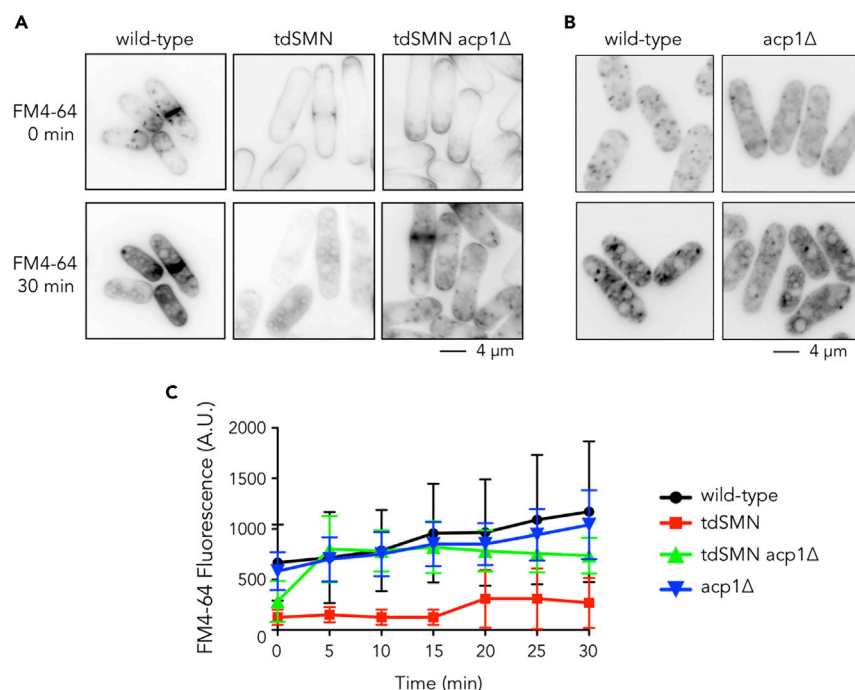 A
B
wild-type
tdSMN
tdSMN acp1Δ
wild-type
acp1Δ
FM4-64
0 min
FM4-64
30 min
4 µm
4 µm
C
FM4-64 Fluorescence (A.U.)
2000
1500
1000
500
0
0
5
10
15
20
25
30
Time (min)
wild-type
tdSMN
tdSMN acp1Δ
acp1Δ